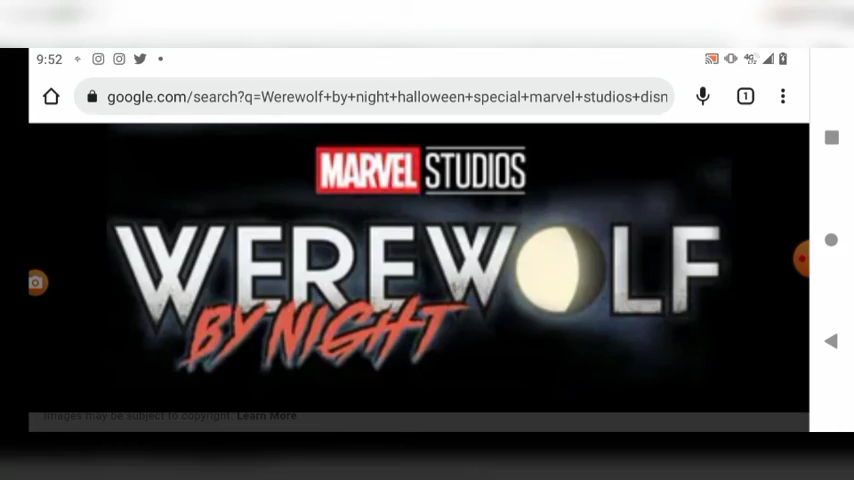 9:52
4G
google.com/search?q=Werewolf+by+night+halloween+special+marvel+studios+disn
1
MARVEL STUDIOS
WEREWOLF
BY NIGHT
Images may be subject to copyright. Learn More